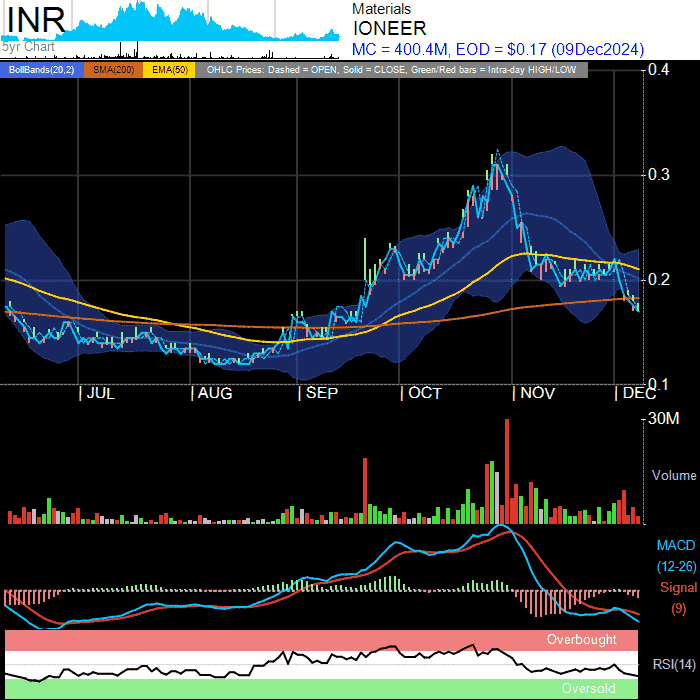 INR
5yr Chart
Materials
IONEER
MC = 400.4M, EOD = $0.17 (09Dec2024)
BollBands(20,2) SMA(200) EMA(50) OHLC Prices: Dashed = OPEN, Solid = CLOSE, Green/Red bars = Intra-day HIGH/LOW
0.4
0.3
0.2
0.1
| JUL | AUG | SEP | OCT | NOV | DEC
30M
Volume
MACD
(12-26)
Signal
(9)
Overbought
RSI(14)
Oversold